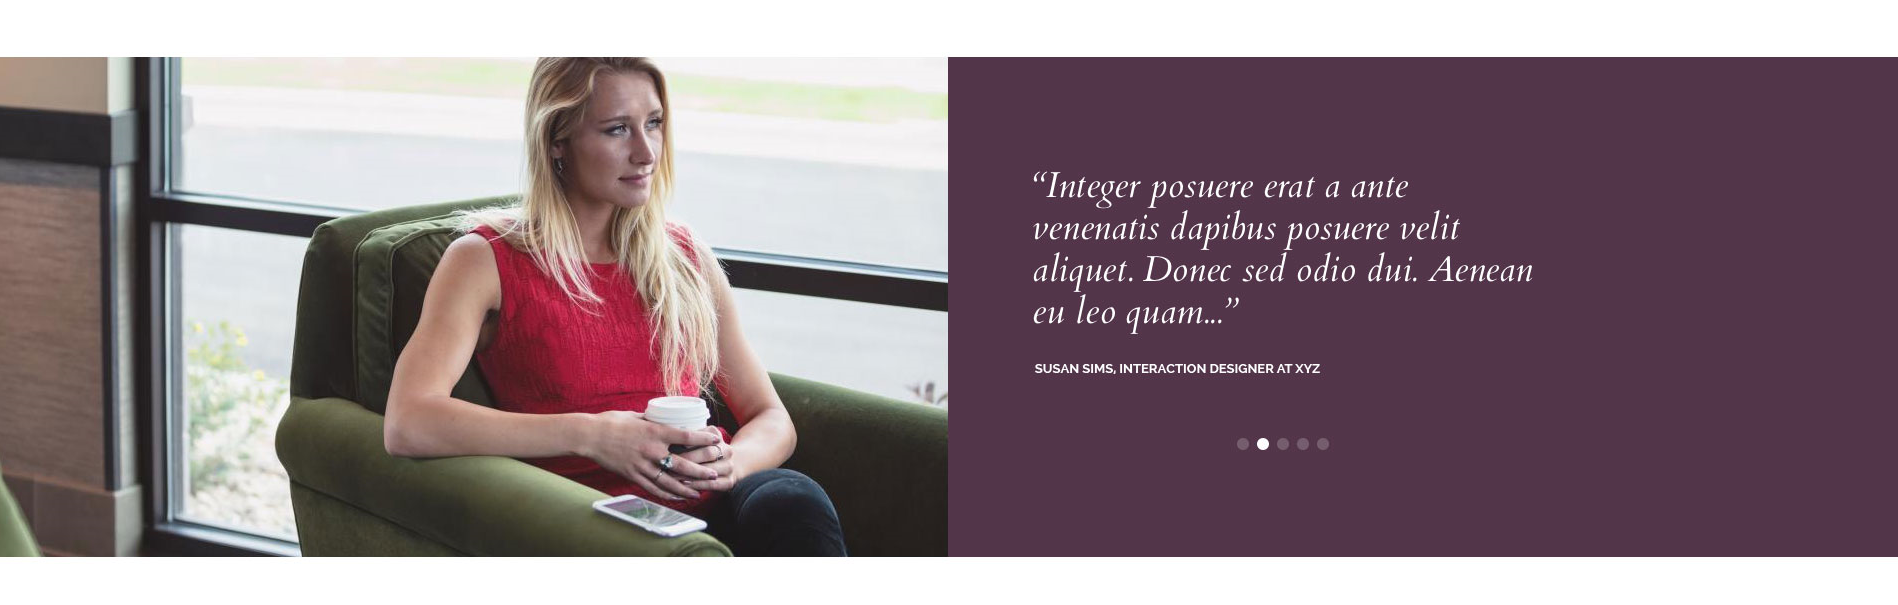 “Integer posuere erat a ante
venenatis dapibus posuere velit
aliquet. Donec sed odio dui. Aenean
eu leo quam...”
SUSAN SIMS, INTERACTION DESIGNER AT XYZ